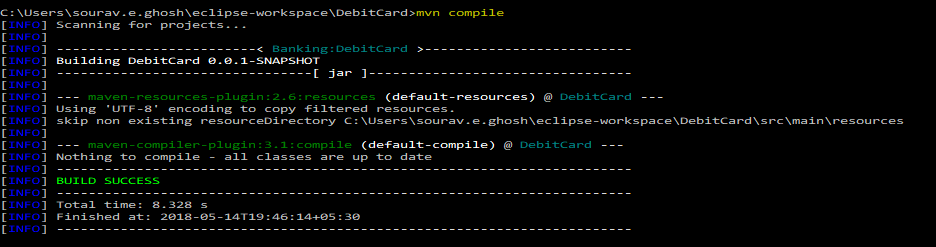 C:\Users\sourav.e.ghosh\eclipse-workspace\DebitCard>mvn compile
[INFO] Scanning for projects...
[INFO]
[INFO] -----------------------< Banking:DebitCard >------------------------
[INFO] Building DebitCard 0.0.1-SNAPSHOT
[INFO] --------------------------------[ jar ]---------------------------------
[INFO]
[INFO] --- maven-resources-plugin:2.6:resources (default-resources) @ DebitCard ---
[INFO] Using 'UTF-8' encoding to copy filtered resources.
[INFO] skip non existing resourceDirectory C:\Users\sourav.e.ghosh\eclipse-workspace\DebitCard\src\main\resources
[INFO]
[INFO] --- maven-compiler-plugin:3.1:compile (default-compile) @ DebitCard ---
[INFO] Nothing to compile - all classes are up to date
[INFO] ------------------------------------------------------------------------
[INFO] BUILD SUCCESS
[INFO] ------------------------------------------------------------------------
[INFO] Total time: 8.328 s
[INFO] Finished at: 2018-05-14T19:46:14+05:30
[INFO] ------------------------------------------------------------------------